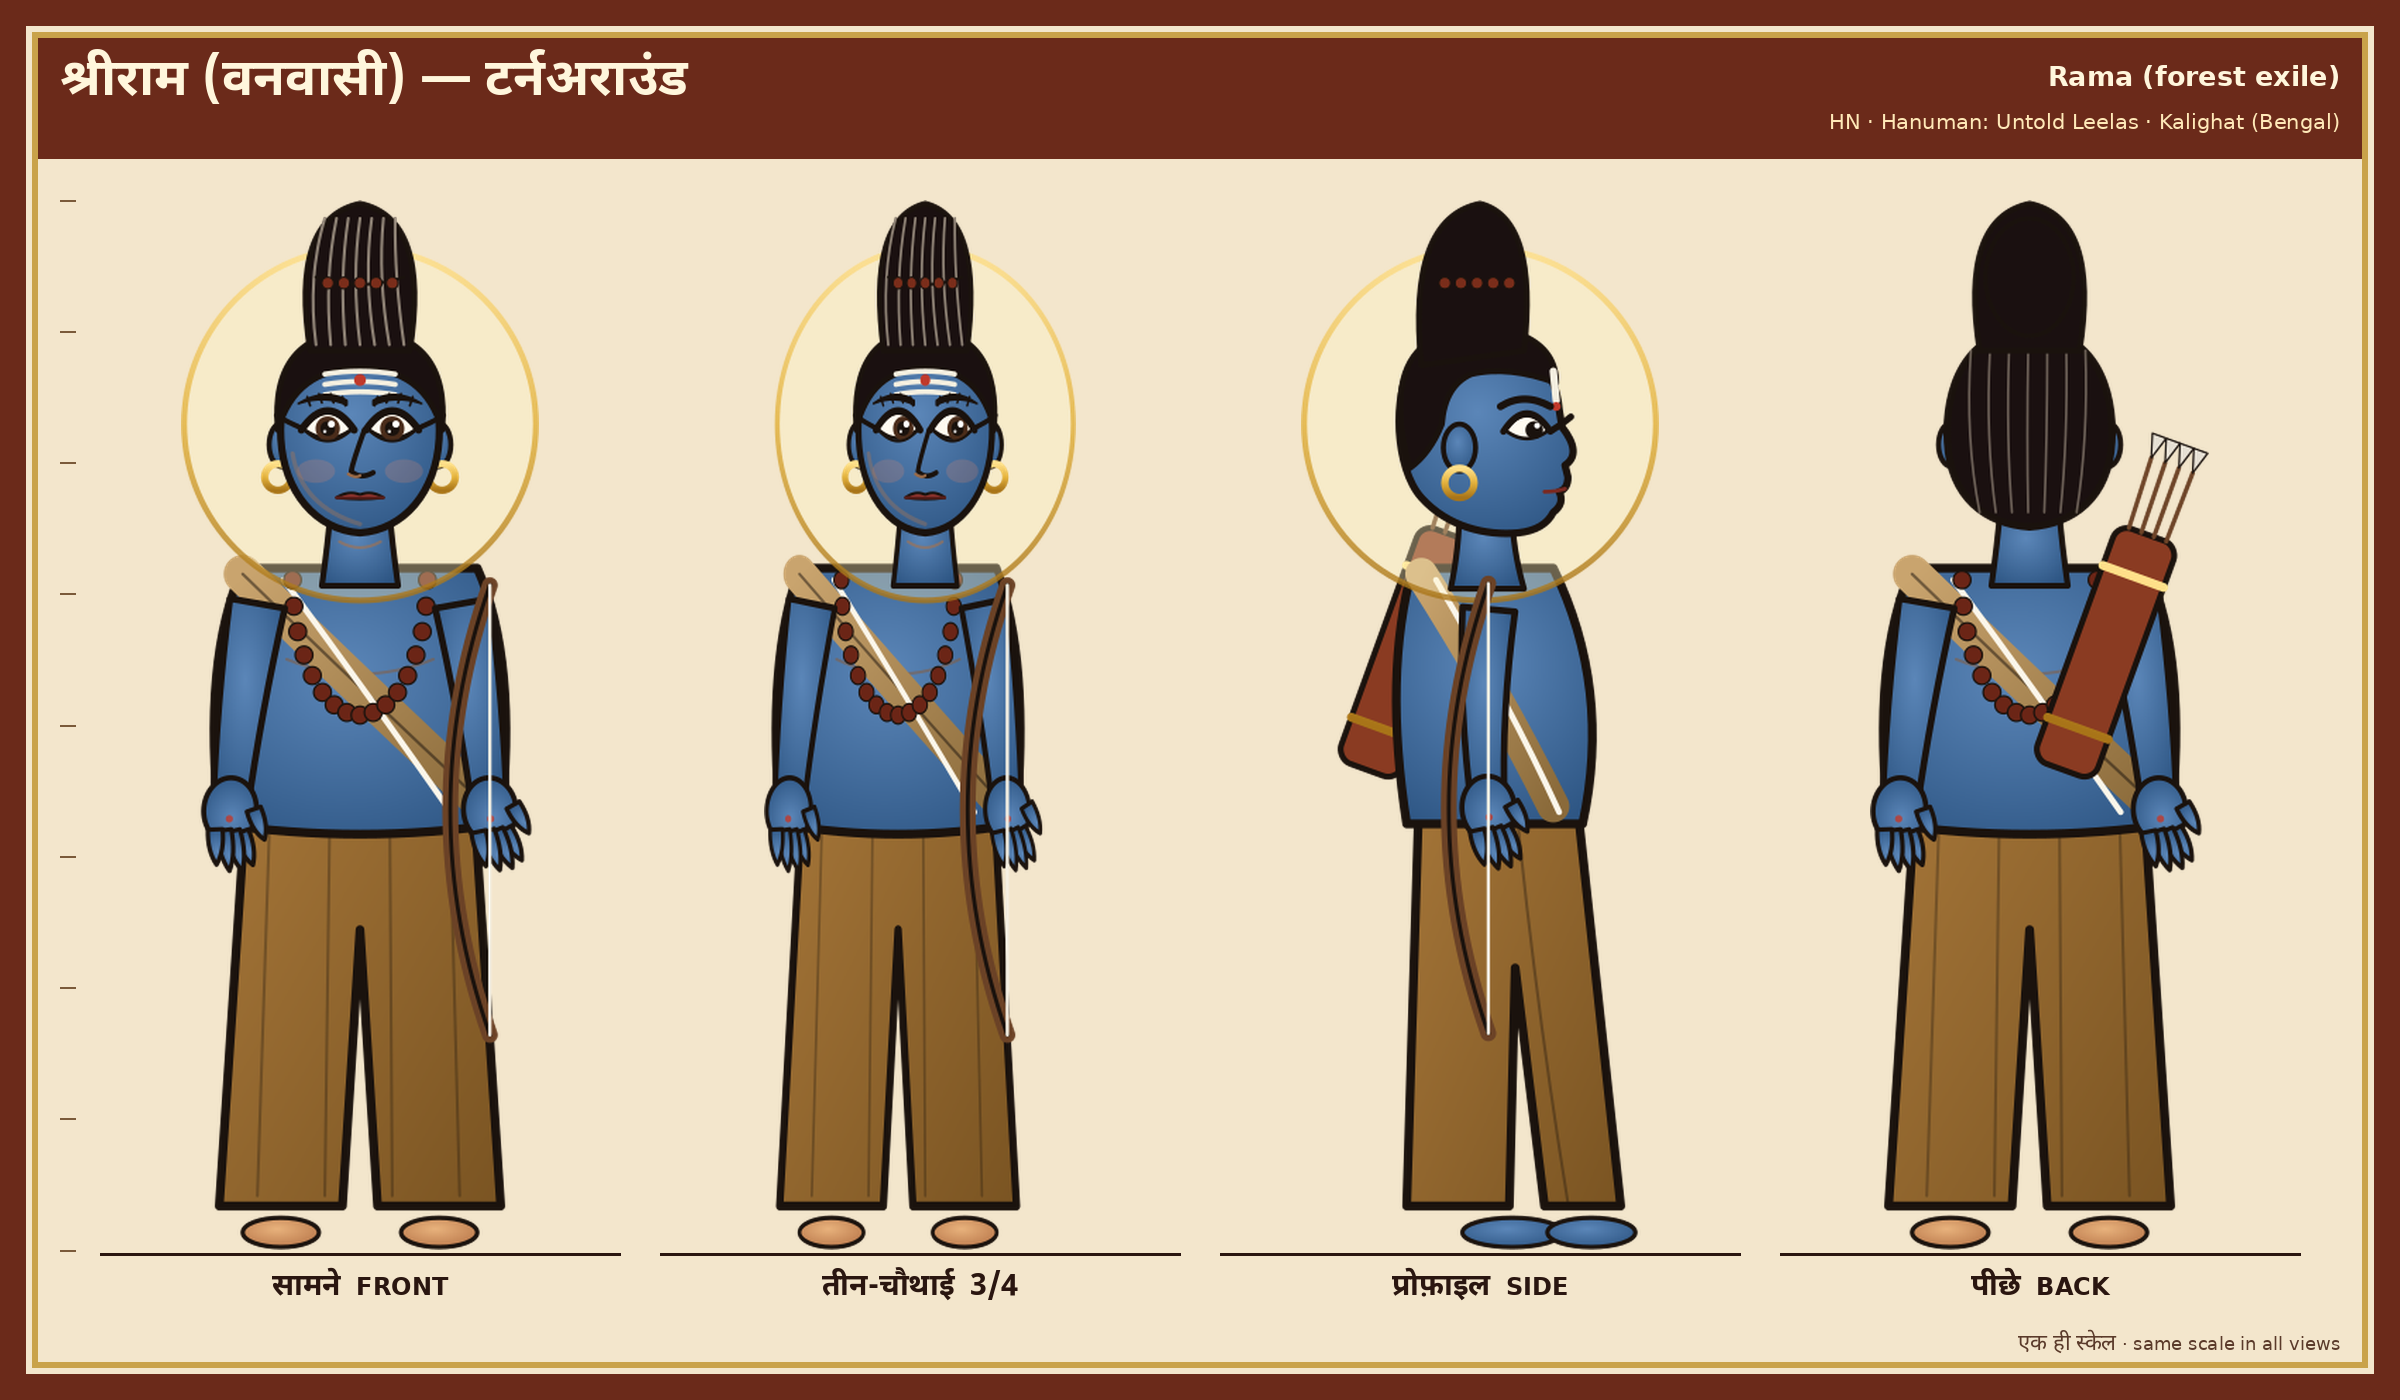 श्रीराम (वनवासी) — टर्नअराउंड
Rama (forest exile)
HN · Hanuman: Untold Leelas · Kalighat (Bengal)
सामने FRONT
तीन-चौथाई 3/4
प्रोफ़ाइल SIDE
पीछे BACK
एक ही स्केल · same scale in all views